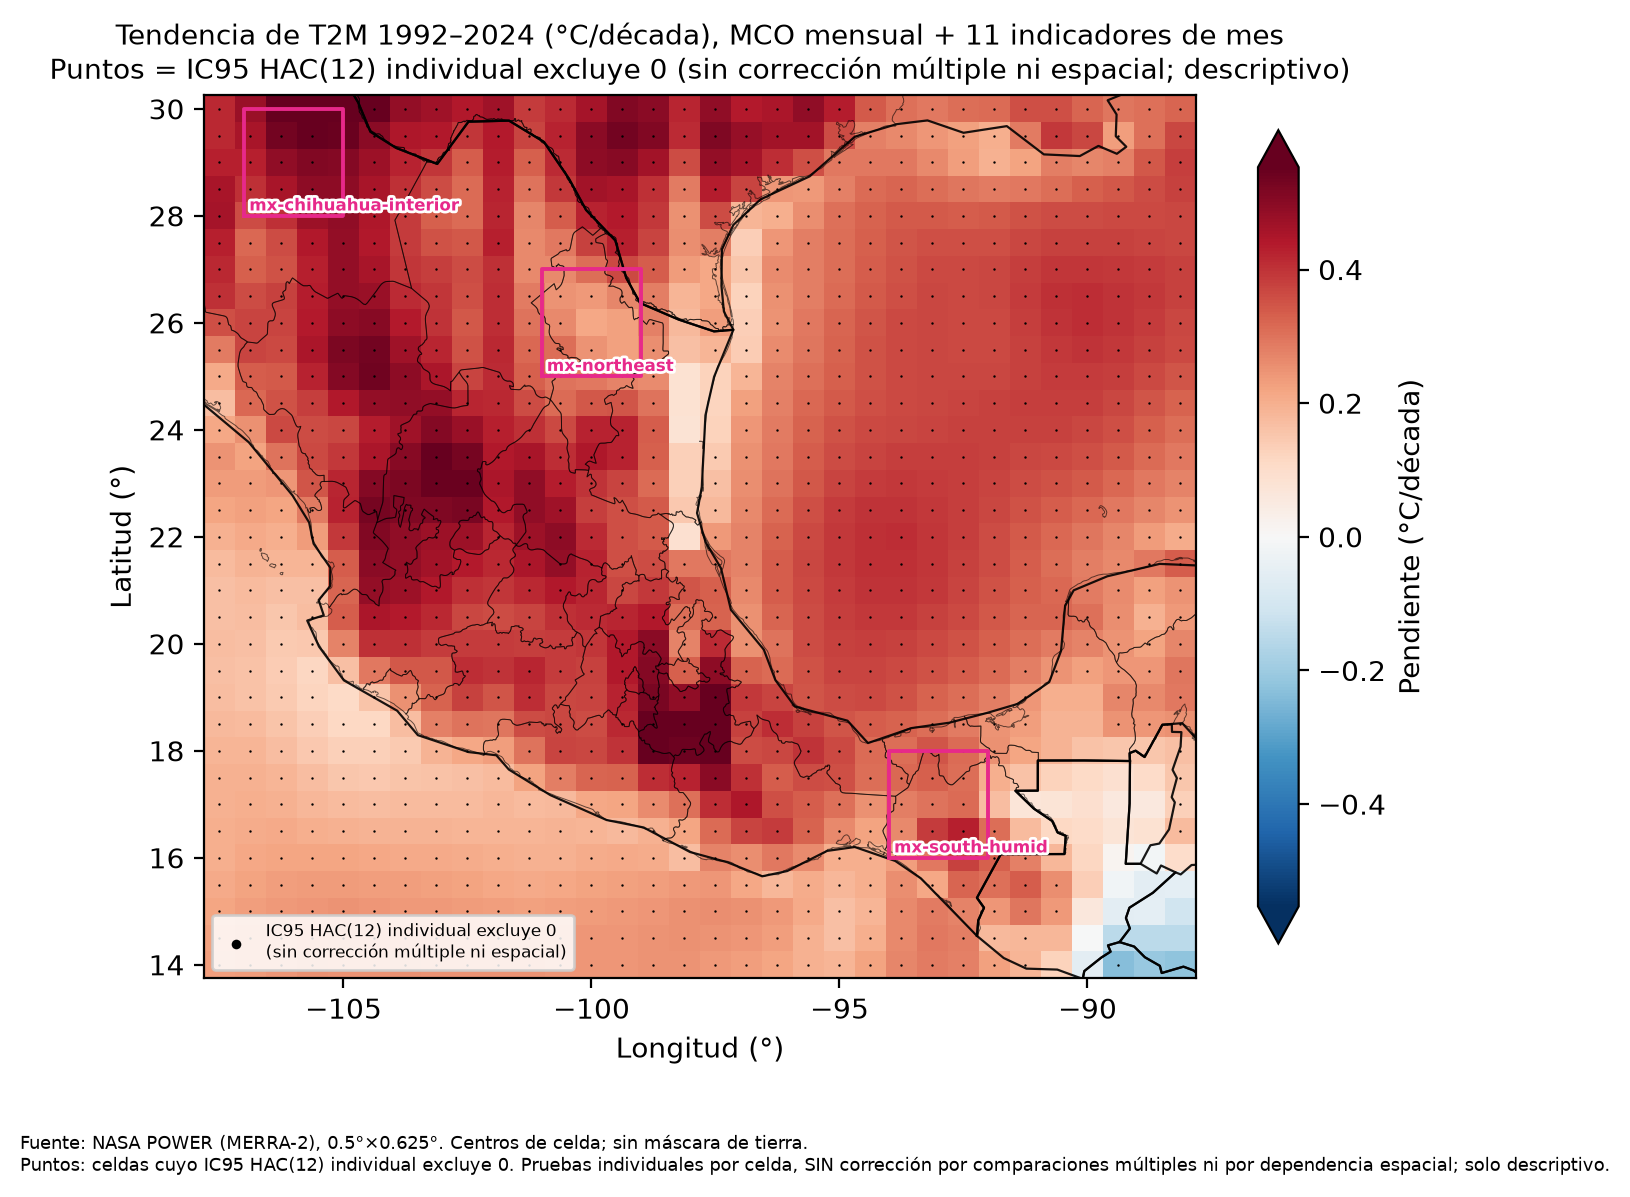 Tendencia de T2M 1992–2024 (°C/década), MCO mensual + 11 indicadores de mes
Puntos = IC95 HAC(12) individual excluye 0 (sin corrección múltiple ni espacial; descriptivo)
30
28
26
24
22
20
18
16
14
Latitud (°)
mx-chihuahua-interior
mx-northeast
mx-south-humid
IC95 HAC(12) individual excluye 0
(sin corrección múltiple ni espacial)
−105
−100
−95
−90
Longitud (°)
0.4
0.2
0.0
−0.2
−0.4
Pendiente (°C/década)
Fuente: NASA POWER (MERRA-2), 0.5°×0.625°. Centros de celda; sin máscara de tierra.
Puntos: celdas cuyo IC95 HAC(12) individual excluye 0. Pruebas individuales por celda, SIN corrección por comparaciones múltiples ni por dependencia espacial; solo descriptivo.